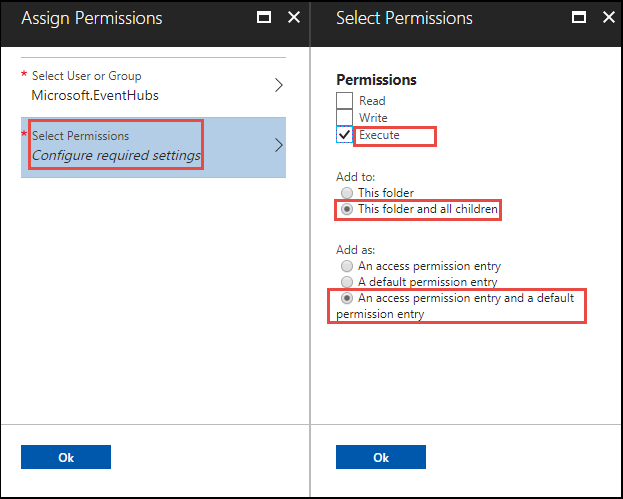 Assign Permissions
* Select User or Group
Microsoft.EventHubs
* Select Permissions
Configure required settings
Ok
Select Permissions
Permissions
Read
Write
Execute
Add to:
This folder
This folder and all children
Add as:
An access permission entry
A default permission entry
An access permission entry and a default
permission entry
Ok